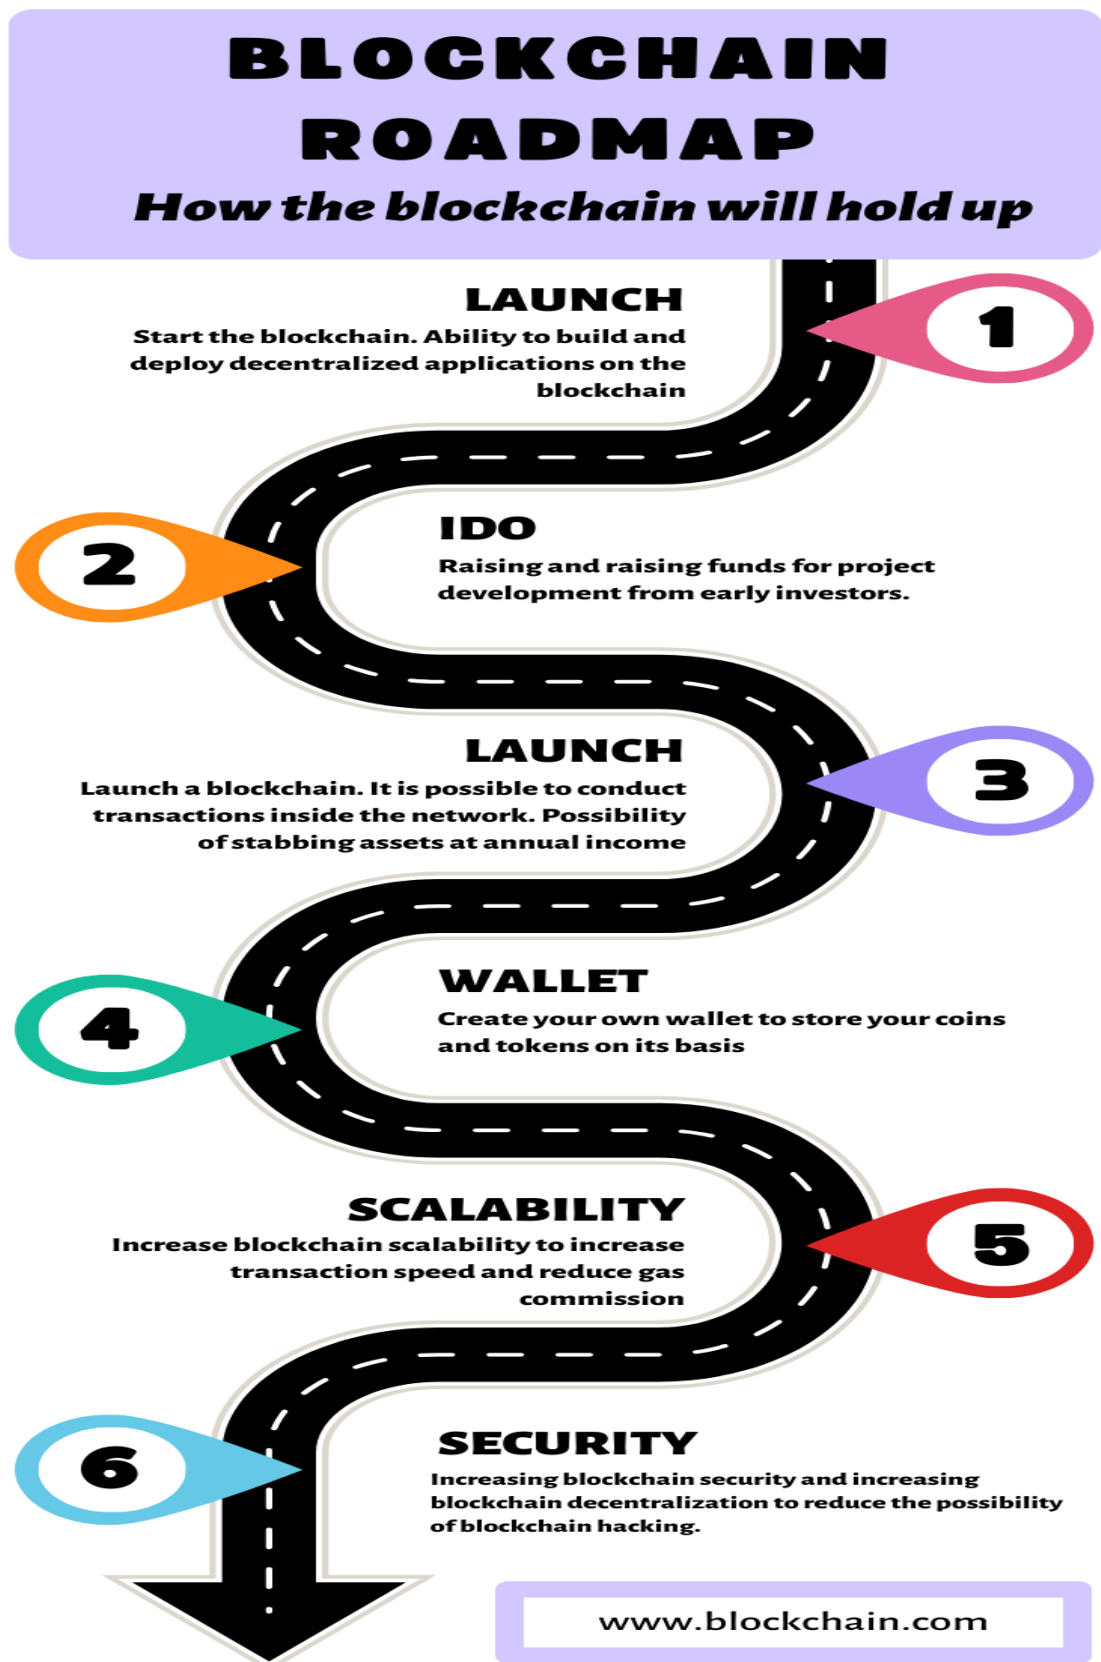 BLOCKCHAIN
ROADMAP
How the blockchain will hold up
LAUNCH
1
Start the blockchain. Ability to build and
deploy decentralized applications on the
blockchain
2
IDO
Raising and raising funds for project
development from early investors.
LAUNCH
3
Launch a blockchain. It is possible to conduct
transactions inside the network. Possibility
of stabbing assets at annual income
4
WALLET
Create your own wallet to store your coins
and tokens on its basis
SCALABILITY
5
Increase blockchain scalability to increase
transaction speed and reduce gas
commission
6
SECURITY
Increasing blockchain security and increasing
blockchain decentralization to reduce the possibility
of blockchain hacking.
www.blockchain.com